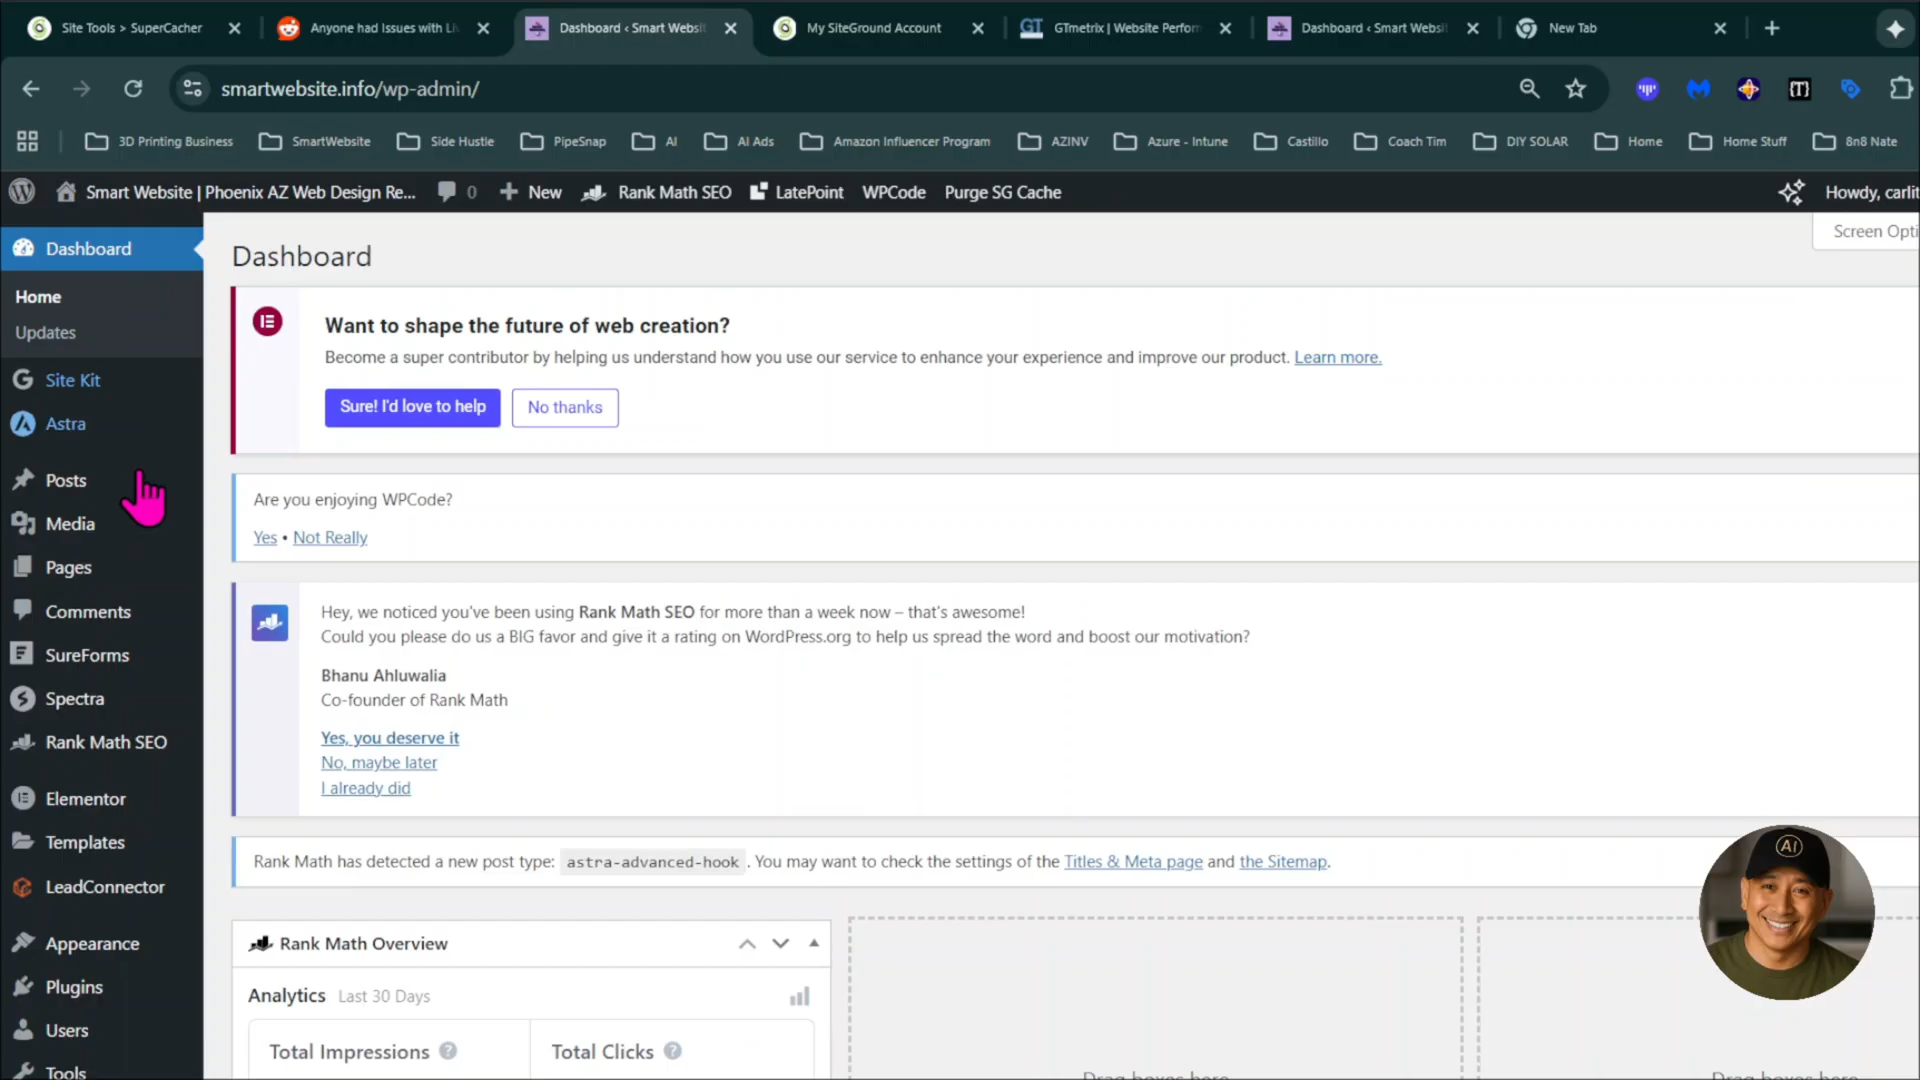 Site Tools > SuperCacher
Anyone had Issues with Li
Dashboard ‹ Smart Websi
My SiteGround Account
GTmetrix | Website Perfor
Dashboard ‹ Smart Websi
New Tab
smartwebsite.info/wp-admin/
3D Printing Business
SmartWebsite
Side Hustle
PipeSnap
AI
AI Ads
Amazon Influencer Program
AZINV
Azure - Intune
Castillo
Coach Tim
DIY SOLAR
Home
Home Stuff
8n8 Nate
Smart Website | Phoenix AZ Web Design Re...
0
New
Rank Math SEO
LatePoint
WPCode
Purge SG Cache
Howdy, carlit
Screen Opti
Dashboard
Home
Updates
Site Kit
Astra
Posts
Media
Pages
Comments
SureForms
Spectra
Rank Math SEO
Elementor
Templates
LeadConnector
Appearance
Plugins
Users
Tools
Dashboard
Want to shape the future of web creation?
Become a super contributor by helping us understand how you use our service to enhance your experience and improve our product. Learn more.
Sure! I'd love to help
No thanks
Are you enjoying WPCode?
Yes • Not Really
Hey, we noticed you've been using Rank Math SEO for more than a week now – that's awesome!
Could you please do us a BIG favor and give it a rating on WordPress.org to help us spread the word and boost our motivation?
Bhanu Ahluwalia
Co-founder of Rank Math
Yes, you deserve it
No, maybe later
I already did
Rank Math has detected a new post type: astra-advanced-hook . You may want to check the settings of the Titles & Meta page and the Sitemap.
Rank Math Overview
Analytics Last 30 Days
Total Impressions
Total Clicks
Drag boxes here
Drag boxes here
AI
GT
{T}